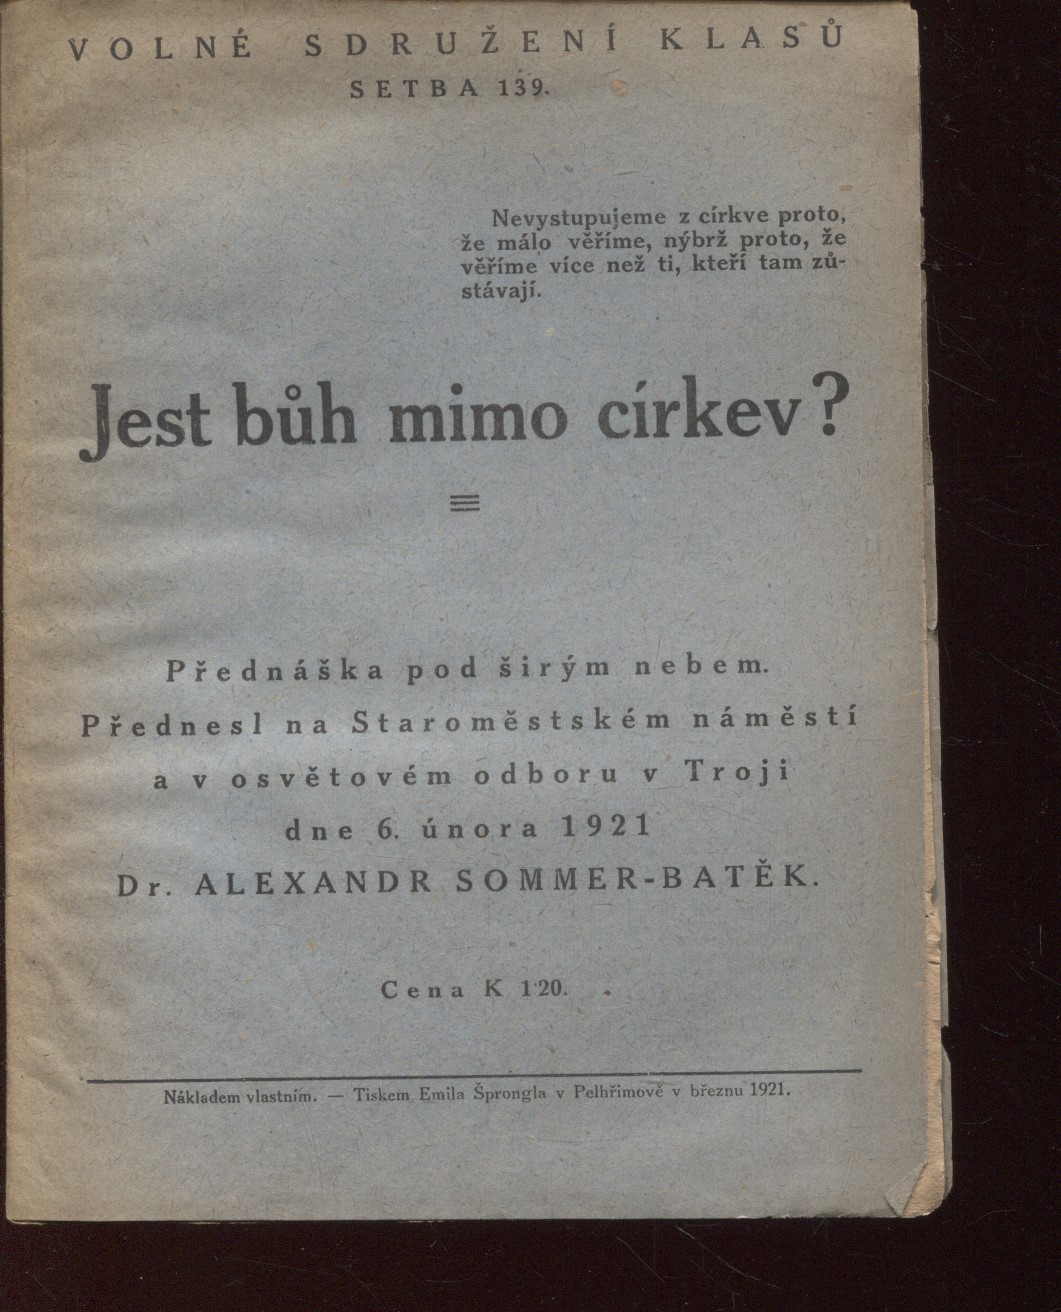 VOLNÉ SDRUŽENÍ KLASŮ
SETBA 139.
Nevystupujeme z církve proto,
že málo věříme, nýbrž proto, že
věříme více než ti, kteří tam zů-
stávají.
Jest bůh mimo církev?
Přednáška pod širým nebem.
Přednesl na Staroměstském náměstí
a v osvětovém odboru v Troji
dne 6. února 1921
Dr. ALEXANDR SOMMER-BATĚK.
Cena K 1·20.
Nákladem vlastním. — Tiskem Emila Šprongla v Pelhřimově v březnu 1921.